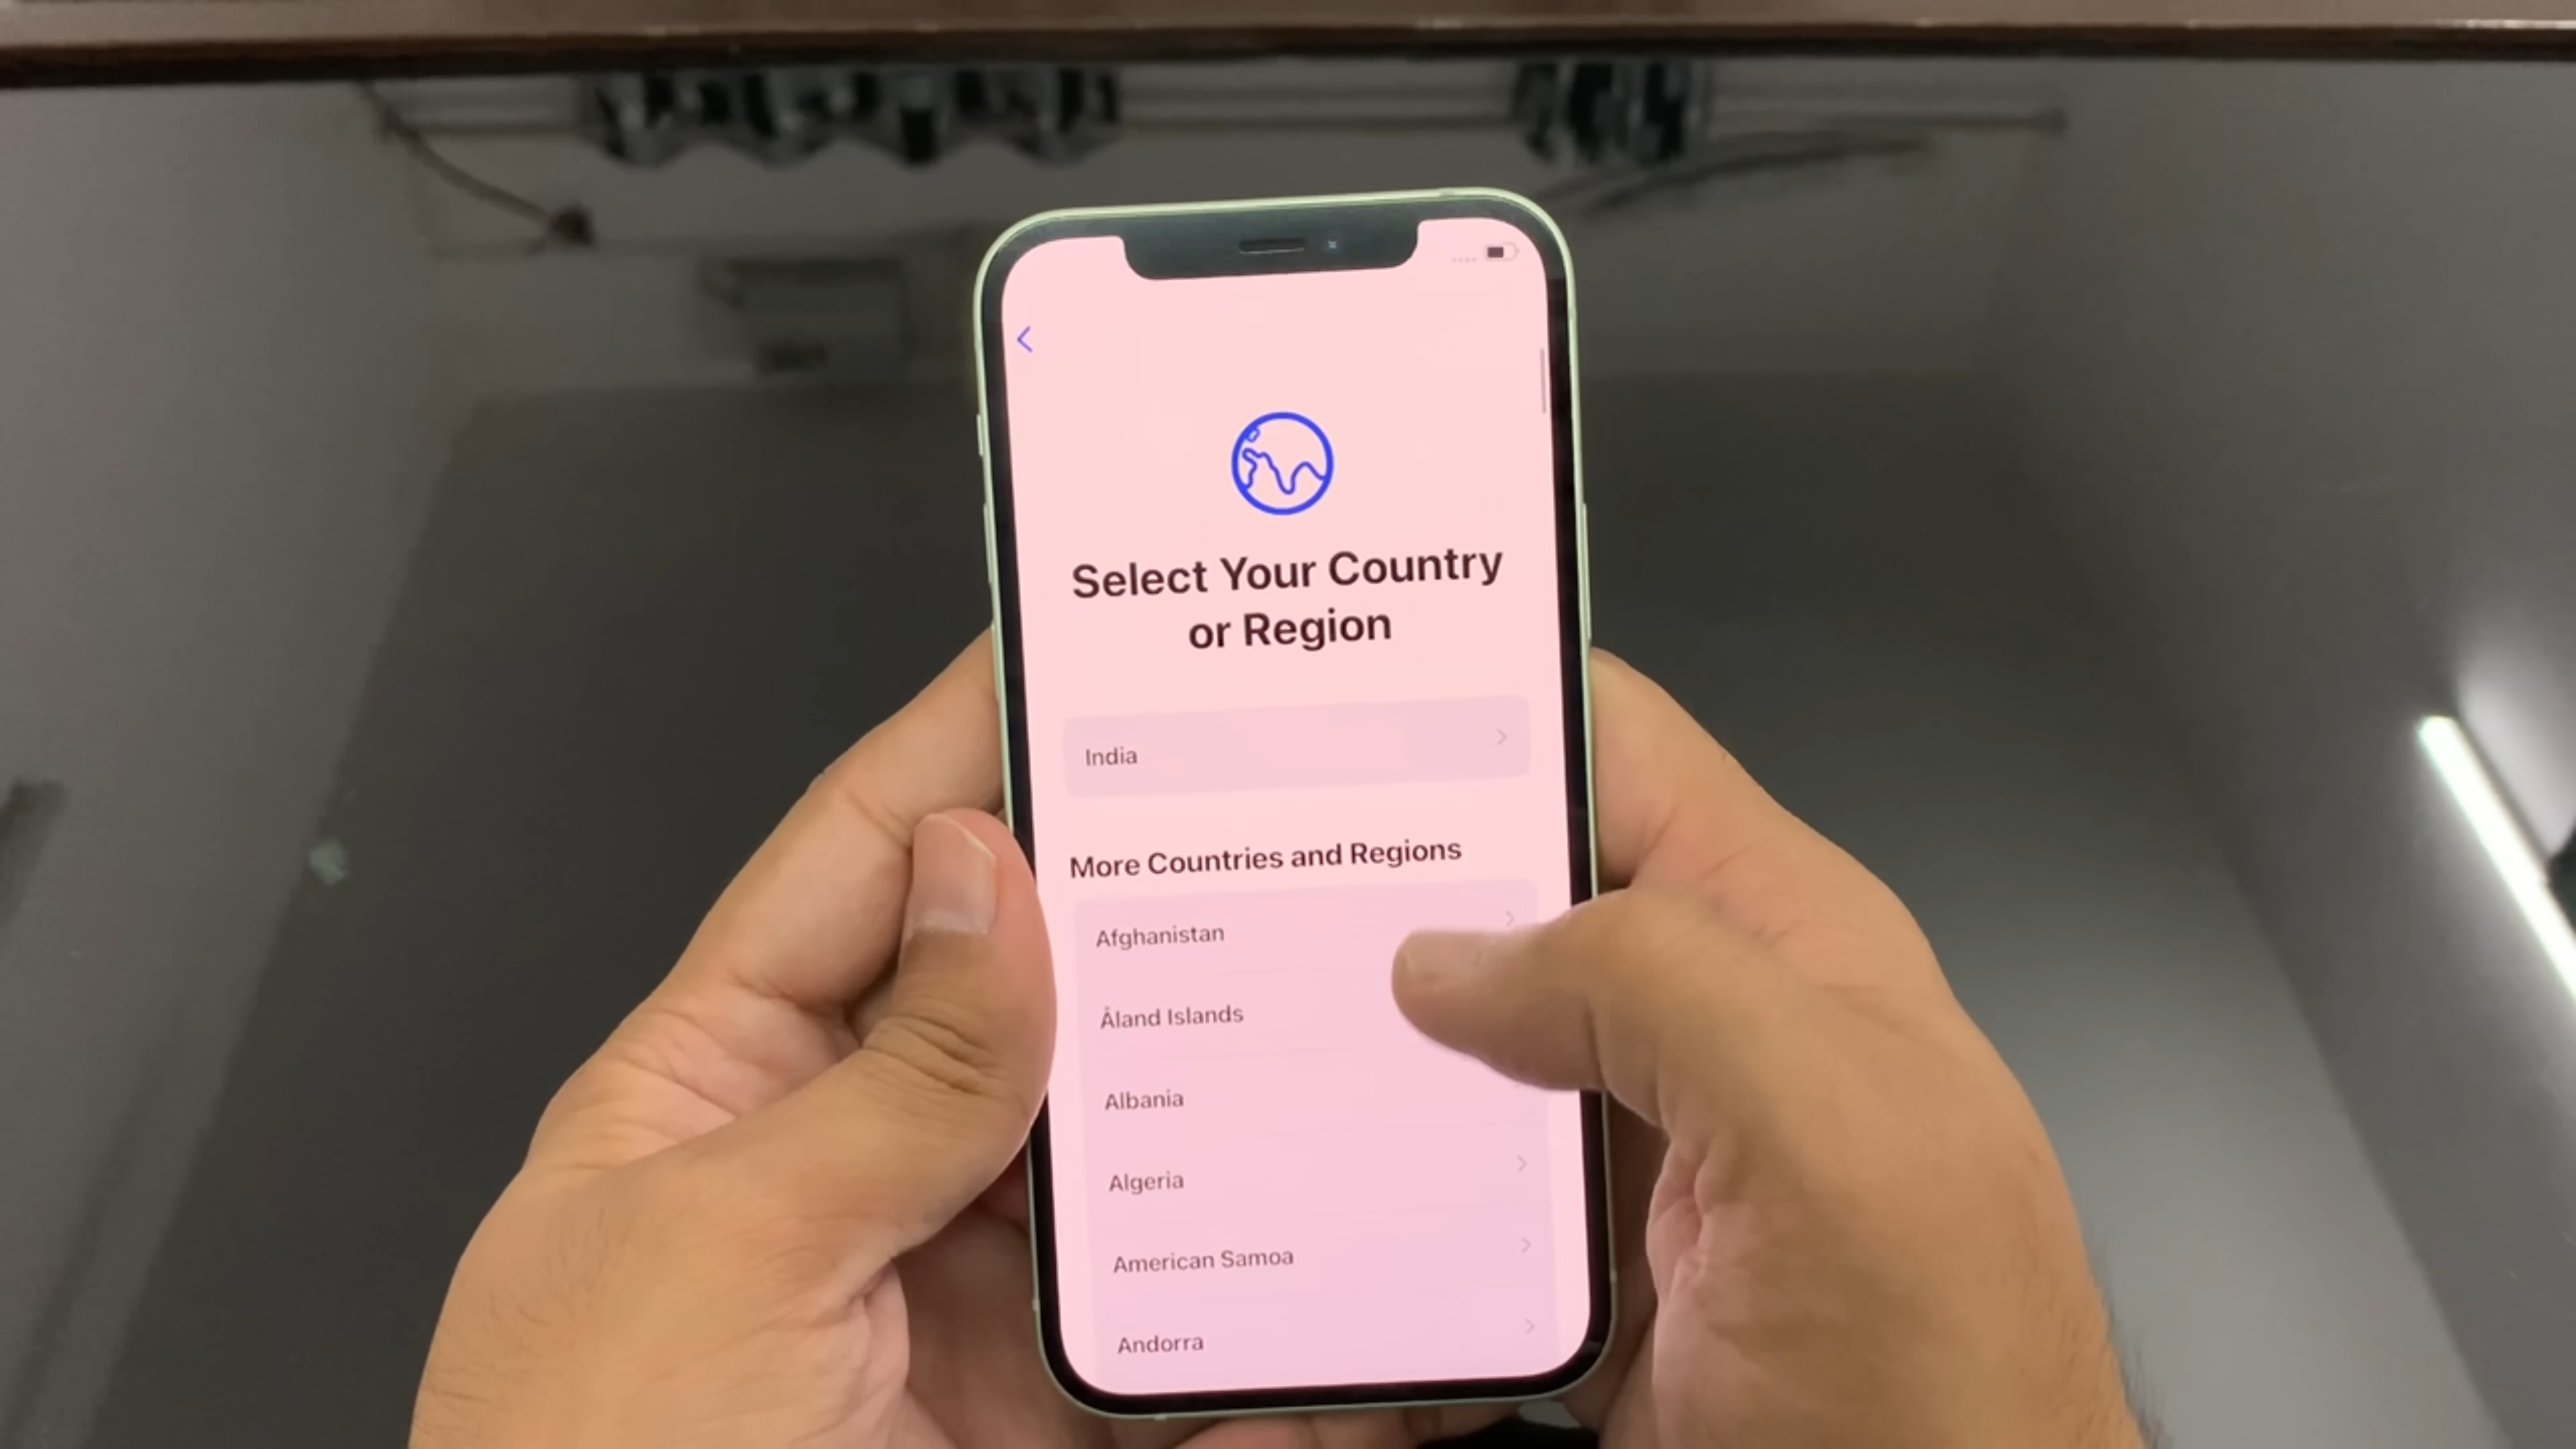 Select Your Country
or Region
India
More Countries and Regions
Afghanistan
Åland Islands
Albania
Algeria
American Samoa
Andorra